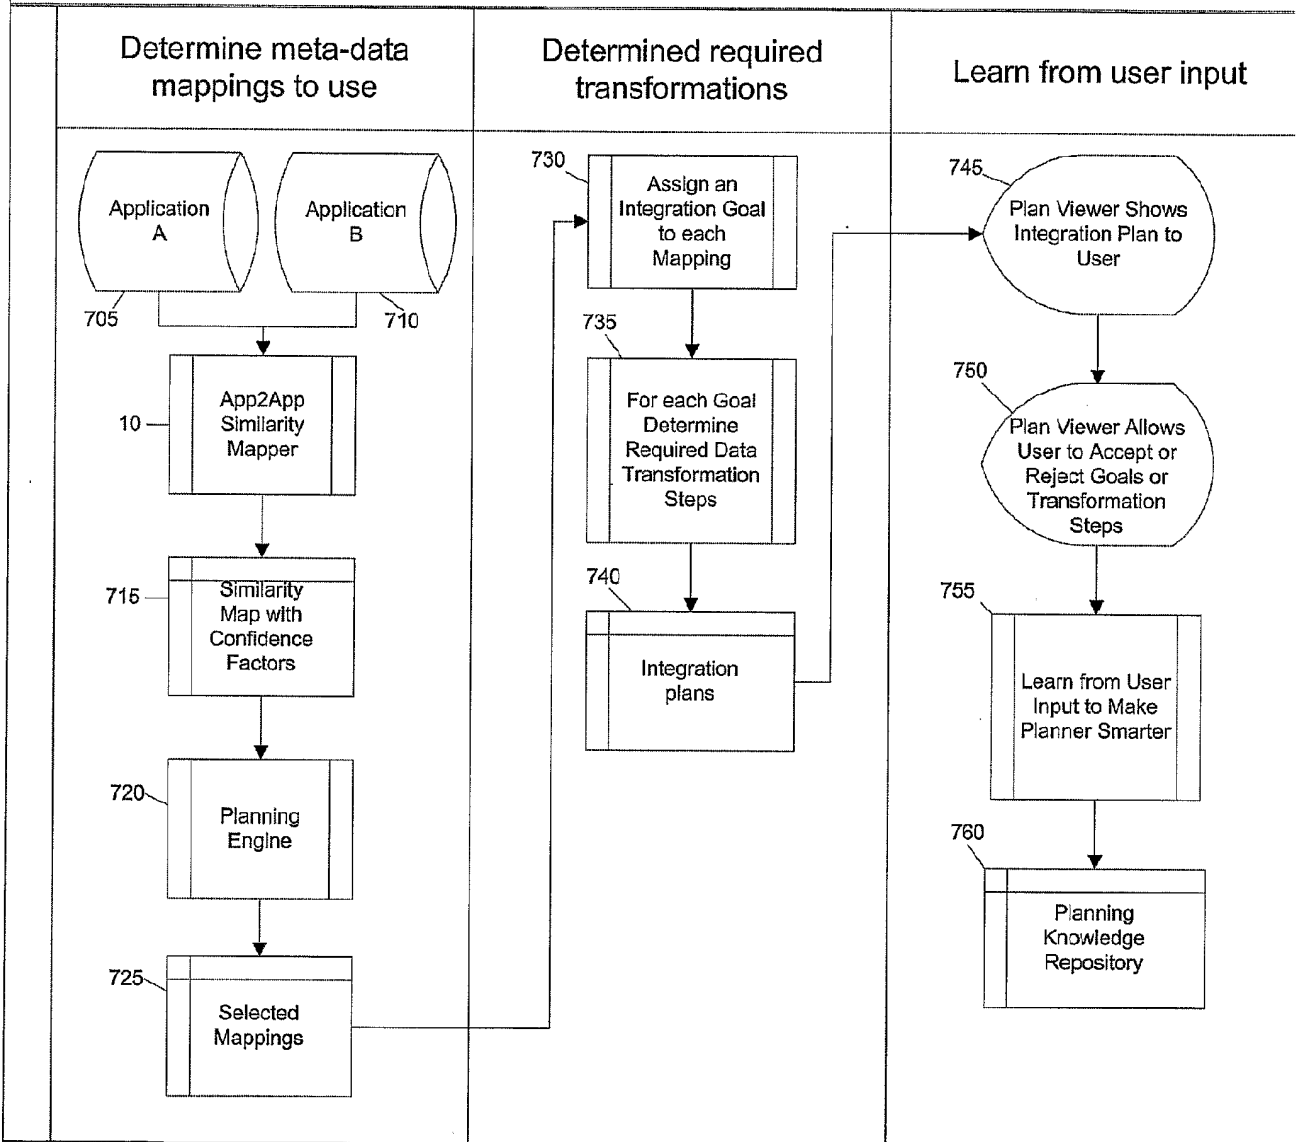 Determine meta-data
mappings to use
Determined required
transformations
Learn from user input
Application
A
Application
B
705
710
10
App2App
Similarity
Mapper
715
Similarity
Map with
Confidence
Factors
720
Planning
Engine
725
Selected
Mappings
730
Assign an
Integration Goal
to each
Mapping
735
For each Goal
Determine
Required Data
Transformation
Steps
740
Integration
plans
745
Plan Viewer Shows
Integration Plan to
User
750
Plan Viewer Allows
User to Accept or
Reject Goals or
Transformation
Steps
755
Learn from User
Input to Make
Planner Smarter
760
Planning
Knowledge
Repository